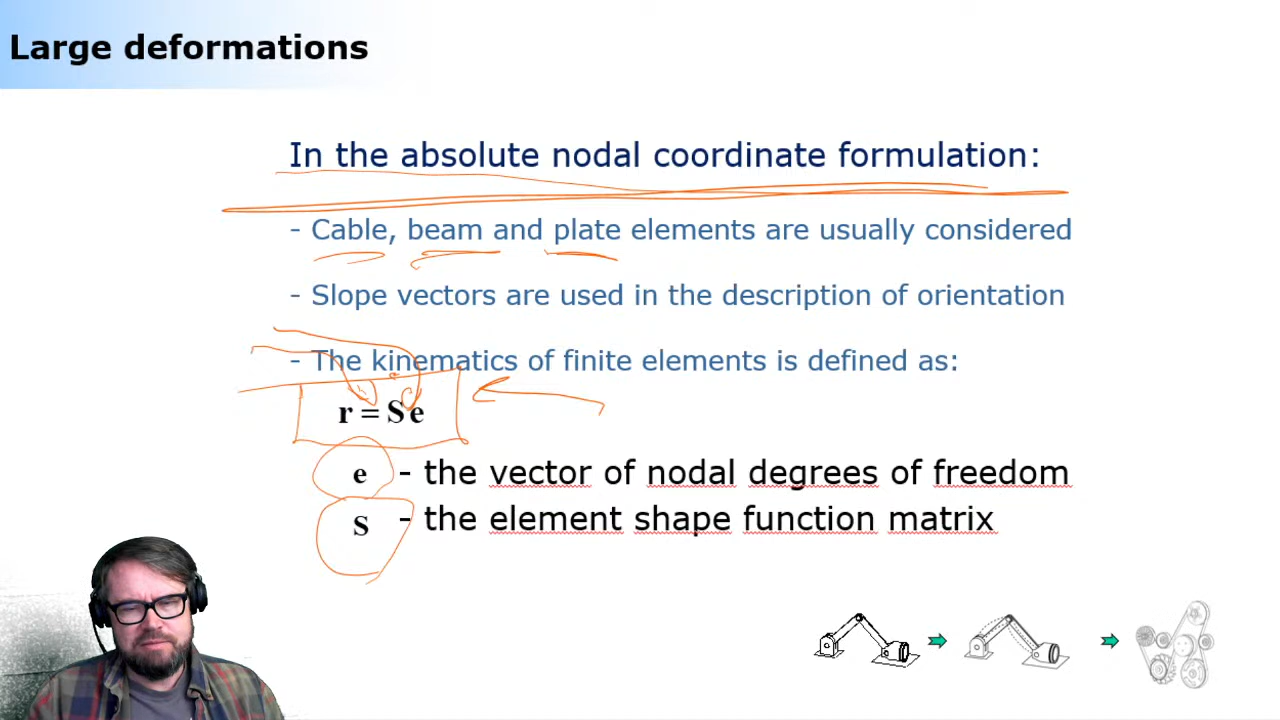 Large deformations
In the absolute nodal coordinate formulation:
- Cable, beam and plate elements are usually considered
- Slope vectors are used in the description of orientation
- The kinematics of finite elements is defined as:
r = Se
e - the vector of nodal degrees of freedom
S - the element shape function matrix